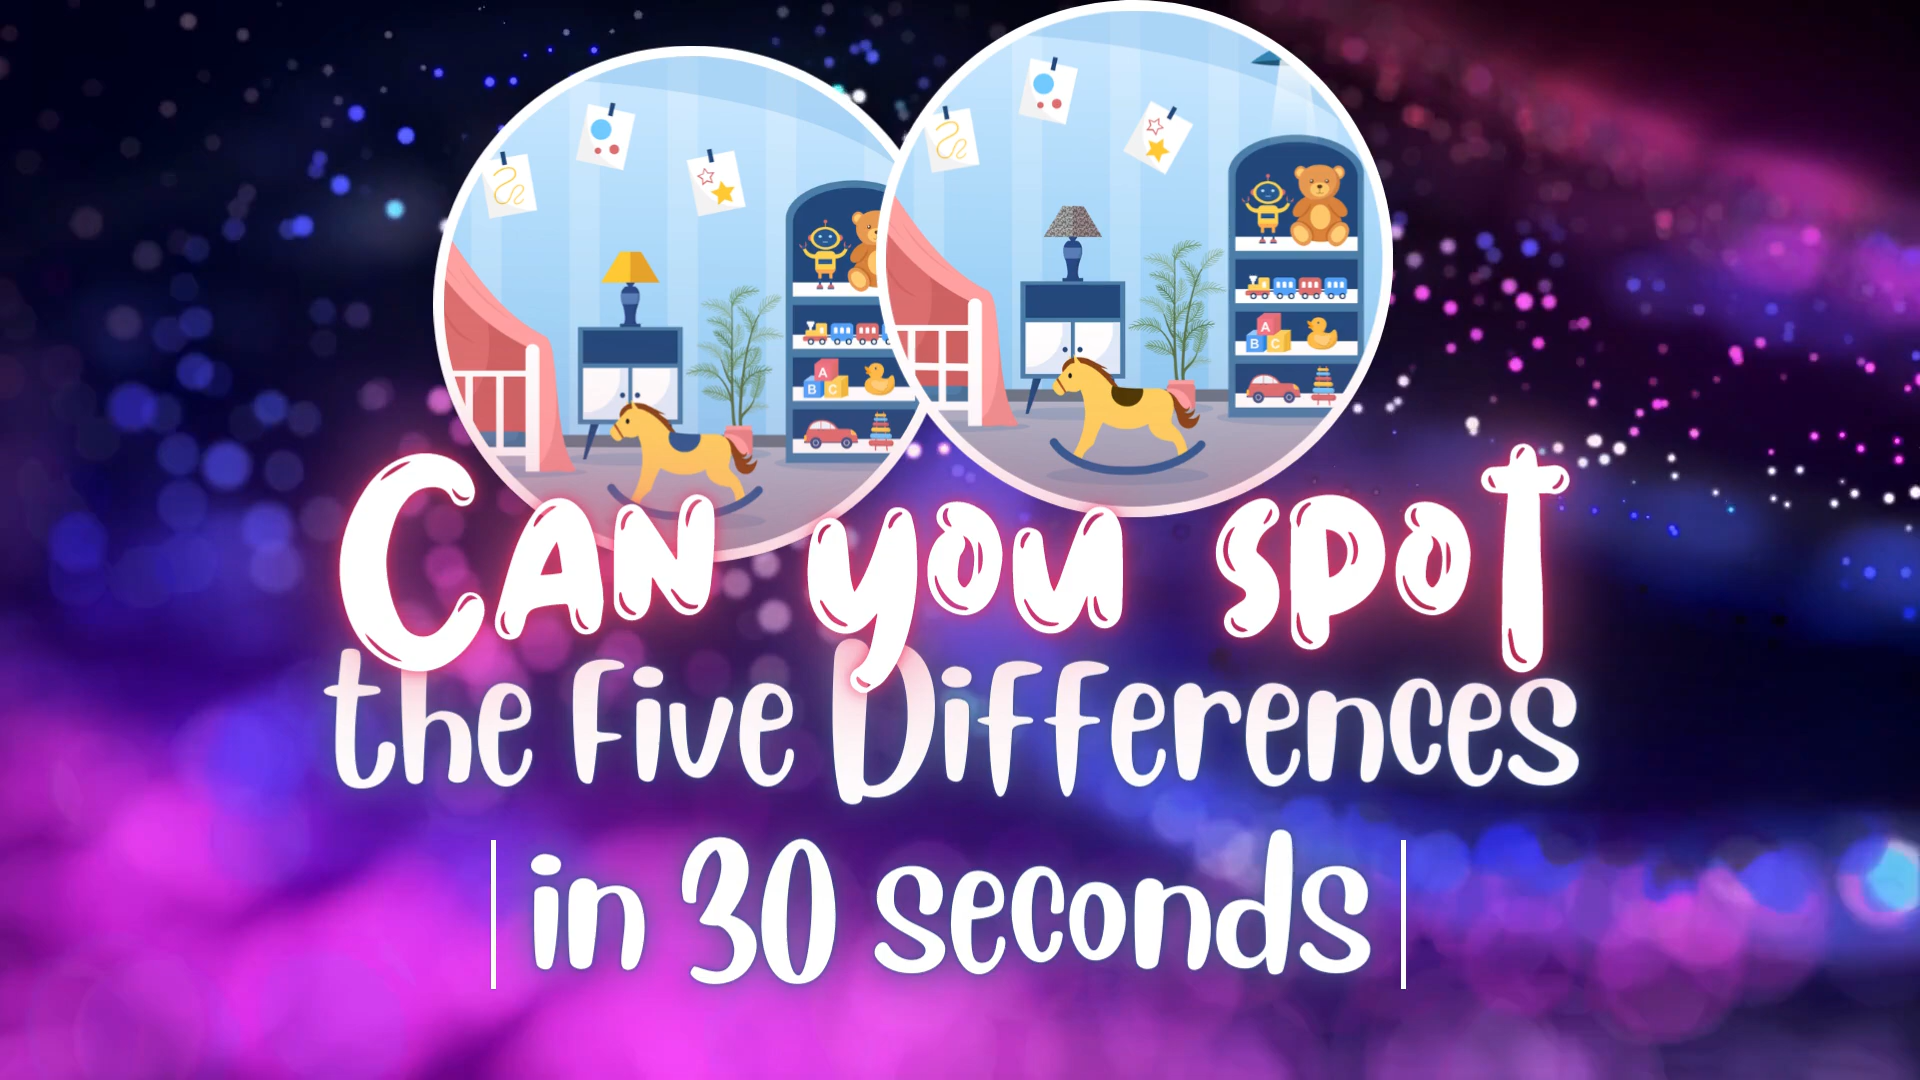 A
B C
A
B C
Can you spot
the Five Differences
in 30 seconds